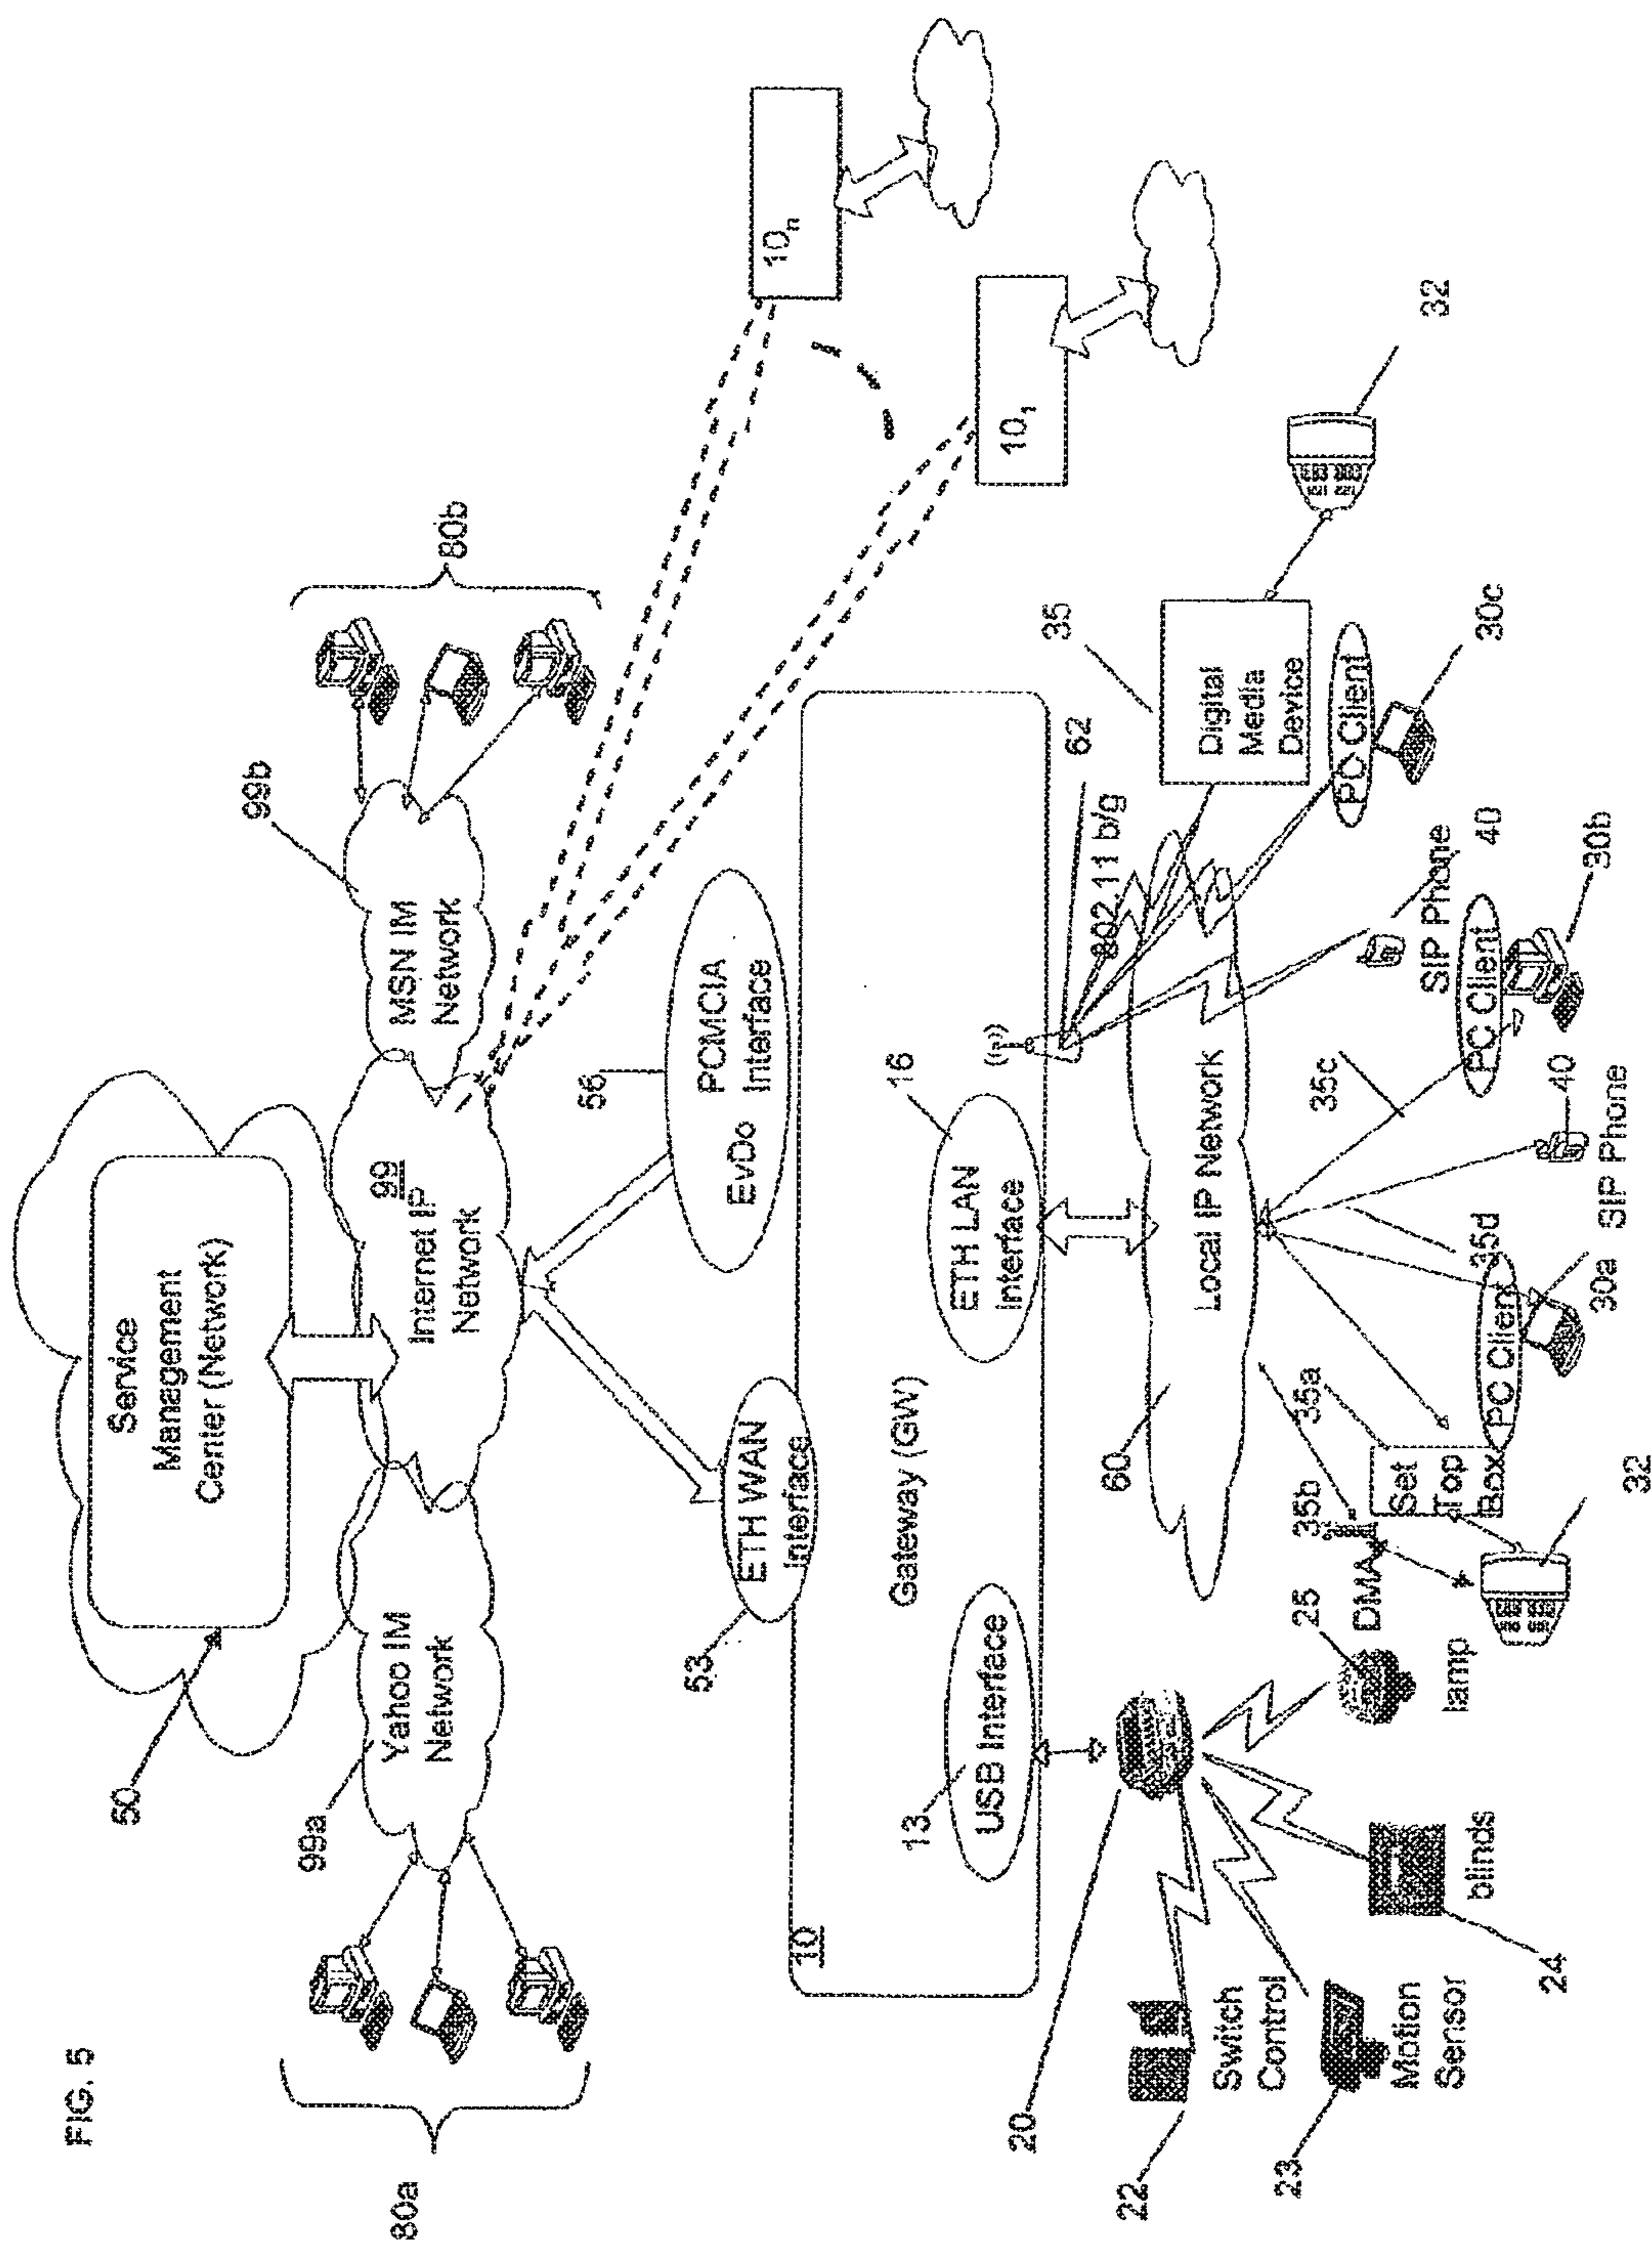 FIG. 5
80a
80b
50
Service
Management
Center (Network)
99a
Yahoo IM
Network
99
Internet IP
Network
99b
MSN IM
Network
53
ETH WAN
Interface
56
PCMCIA
EvDo Interface
10
Gateway (GW)
13
USB Interface
16
ETH LAN
Interface
10n
101
62
802.11 b/g
60
Local IP Network
20
22
Switch
Control
23
Motion
Sensor
24
blinds
25
lamp
DMA
35b
35a
Set
Top
Box
32
PC Client
30a
35d
SIP Phone
40
35c
PC Client
30b
SIP Phone
40
35
Digital
Media
Device
PC Client
30c
32